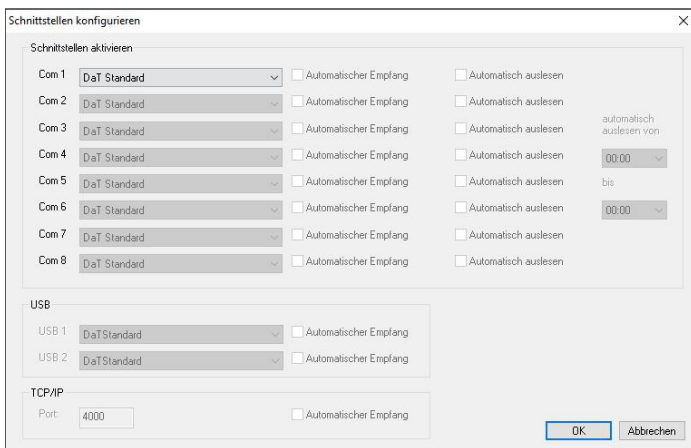 Schnittstellen konfigurieren
Schnittstellen aktivieren
Com 1 DaT Standard Automatischer Empfang Automatisch auslesen
Com 2 DaT Standard Automatischer Empfang Automatisch auslesen
Com 3 DaT Standard Automatischer Empfang Automatisch auslesen
automatisch
auslesen von
Com 4 DaT Standard Automatischer Empfang Automatisch auslesen 00:00
Com 5 DaT Standard Automatischer Empfang Automatisch auslesen bis
Com 6 DaT Standard Automatischer Empfang Automatisch auslesen 00:00
Com 7 DaT Standard Automatischer Empfang Automatisch auslesen
Com 8 DaT Standard Automatischer Empfang Automatisch auslesen
USB
USB 1 DaTStandard Automatischer Empfang
USB 2 DaTStandard Automatischer Empfang
TCP/IP
Port: 4000 Automatischer Empfang
OK Abbrechen